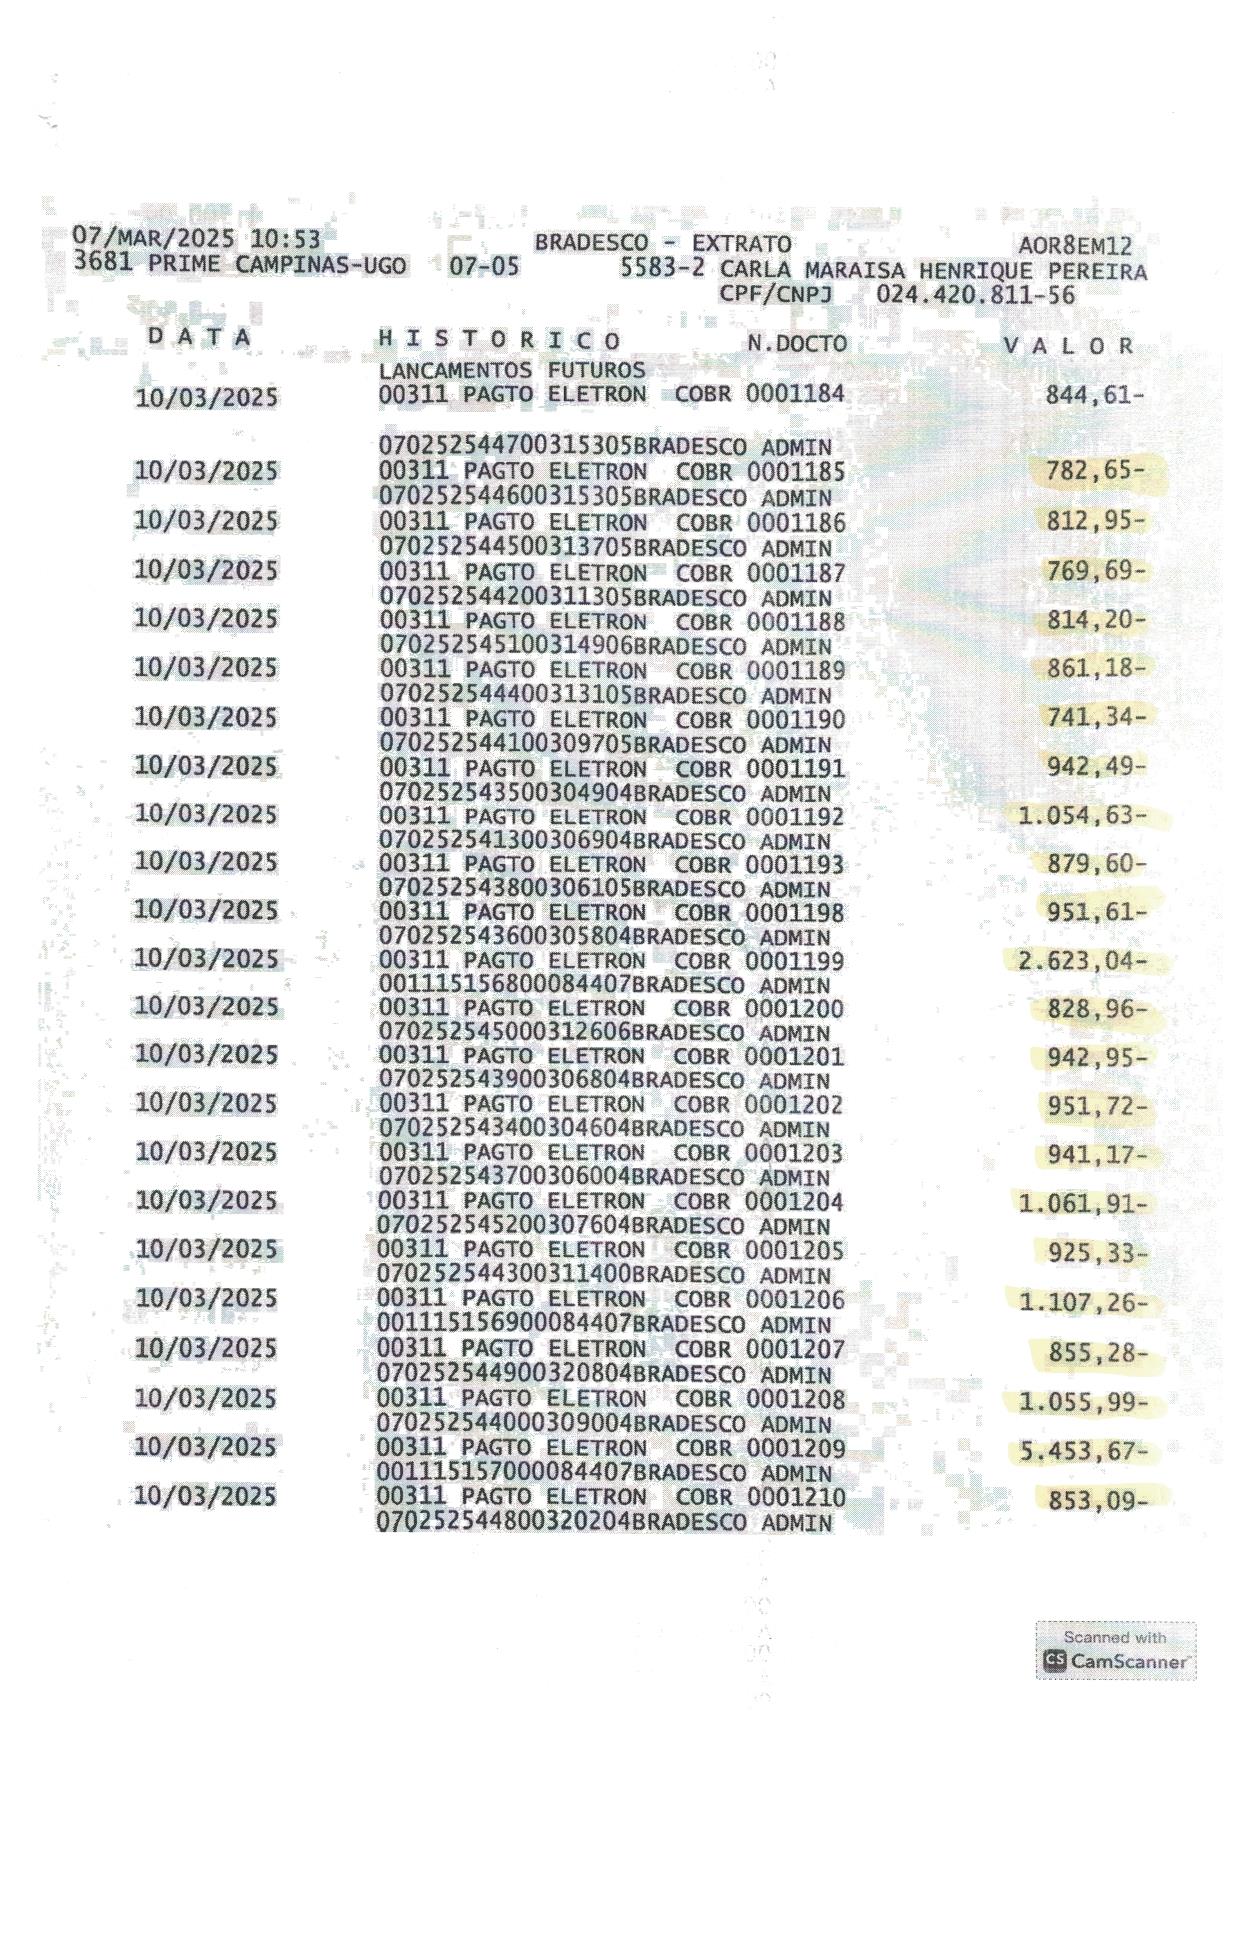 07/MAR/2025 10:53 BRADESCO - EXTRATO AOR8EM12
3681 PRIME CAMPINAS-UGO 07-05 5583-2 CARLA MARAISA HENRIQUE PEREIRA
CPF/CNPJ 024.420.811-56
D A T A H I S T O R I C O N.DOCTO V A L O R
LANCAMENTOS FUTUROS
10/03/2025 00311 PAGTO ELETRON COBR 0001184 844,61-
070252544700315305BRADESCO ADMIN
10/03/2025 00311 PAGTO ELETRON COBR 0001185 782,65-
070252544600315305BRADESCO ADMIN
10/03/2025 00311 PAGTO ELETRON COBR 0001186 812,95-
070252544500313705BRADESCO ADMIN
10/03/2025 00311 PAGTO ELETRON COBR 0001187 769,69-
070252544200311305BRADESCO ADMIN
10/03/2025 00311 PAGTO ELETRON COBR 0001188 814,20-
070252545100314906BRADESCO ADMIN
10/03/2025 00311 PAGTO ELETRON COBR 0001189 861,18-
070252544400313105BRADESCO ADMIN
10/03/2025 00311 PAGTO ELETRON COBR 0001190 741,34-
070252544100309705BRADESCO ADMIN
10/03/2025 00311 PAGTO ELETRON COBR 0001191 942,49-
070252543500304904BRADESCO ADMIN
10/03/2025 00311 PAGTO ELETRON COBR 0001192 1.054,63-
070252541300306904BRADESCO ADMIN
10/03/2025 00311 PAGTO ELETRON COBR 0001193 879,60-
070252543800306105BRADESCO ADMIN
10/03/2025 00311 PAGTO ELETRON COBR 0001198 951,61-
070252543600305804BRADESCO ADMIN
10/03/2025 00311 PAGTO ELETRON COBR 0001199 2.623,04-
001115156800084407BRADESCO ADMIN
10/03/2025 00311 PAGTO ELETRON COBR 0001200 828,96-
070252545000312606BRADESCO ADMIN
10/03/2025 00311 PAGTO ELETRON COBR 0001201 942,95-
070252543900306804BRADESCO ADMIN
10/03/2025 00311 PAGTO ELETRON COBR 0001202 951,72-
070252543400304604BRADESCO ADMIN
10/03/2025 00311 PAGTO ELETRON COBR 0001203 941,17-
070252543700306004BRADESCO ADMIN
10/03/2025 00311 PAGTO ELETRON COBR 0001204 1.061,91-
070252545200307604BRADESCO ADMIN
10/03/2025 00311 PAGTO ELETRON COBR 0001205 925,33-
070252544300311400BRADESCO ADMIN
10/03/2025 00311 PAGTO ELETRON COBR 0001206 1.107,26-
001115156900084407BRADESCO ADMIN
10/03/2025 00311 PAGTO ELETRON COBR 0001207 855,28-
070252544900320804BRADESCO ADMIN
10/03/2025 00311 PAGTO ELETRON COBR 0001208 1.055,99-
070252544000309004BRADESCO ADMIN
10/03/2025 00311 PAGTO ELETRON COBR 0001209 5.453,67-
001115157000084407BRADESCO ADMIN
10/03/2025 00311 PAGTO ELETRON COBR 0001210 853,09-
070252544800320204BRADESCO ADMIN
Scanned with
CS CamScanner